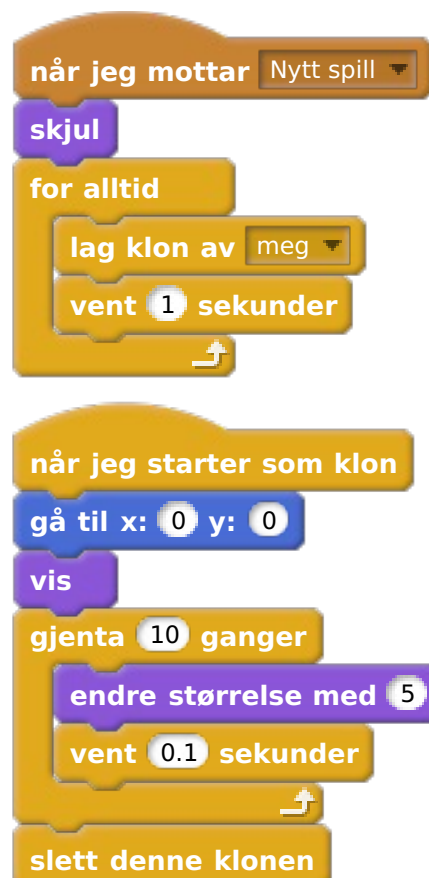 når jeg mottar Nytt spill
skjul
for alltid
lag klon av meg
vent 1 sekunder
når jeg starter som klon
gå til x: 0 y: 0
vis
gjenta 10 ganger
endre størrelse med 5
vent 0.1 sekunder
slett denne klonen